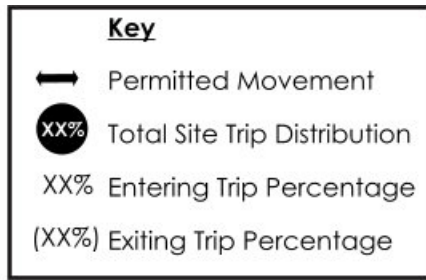 Key
Permitted Movement
XX% Total Site Trip Distribution
XX% Entering Trip Percentage
(XX%) Exiting Trip Percentage